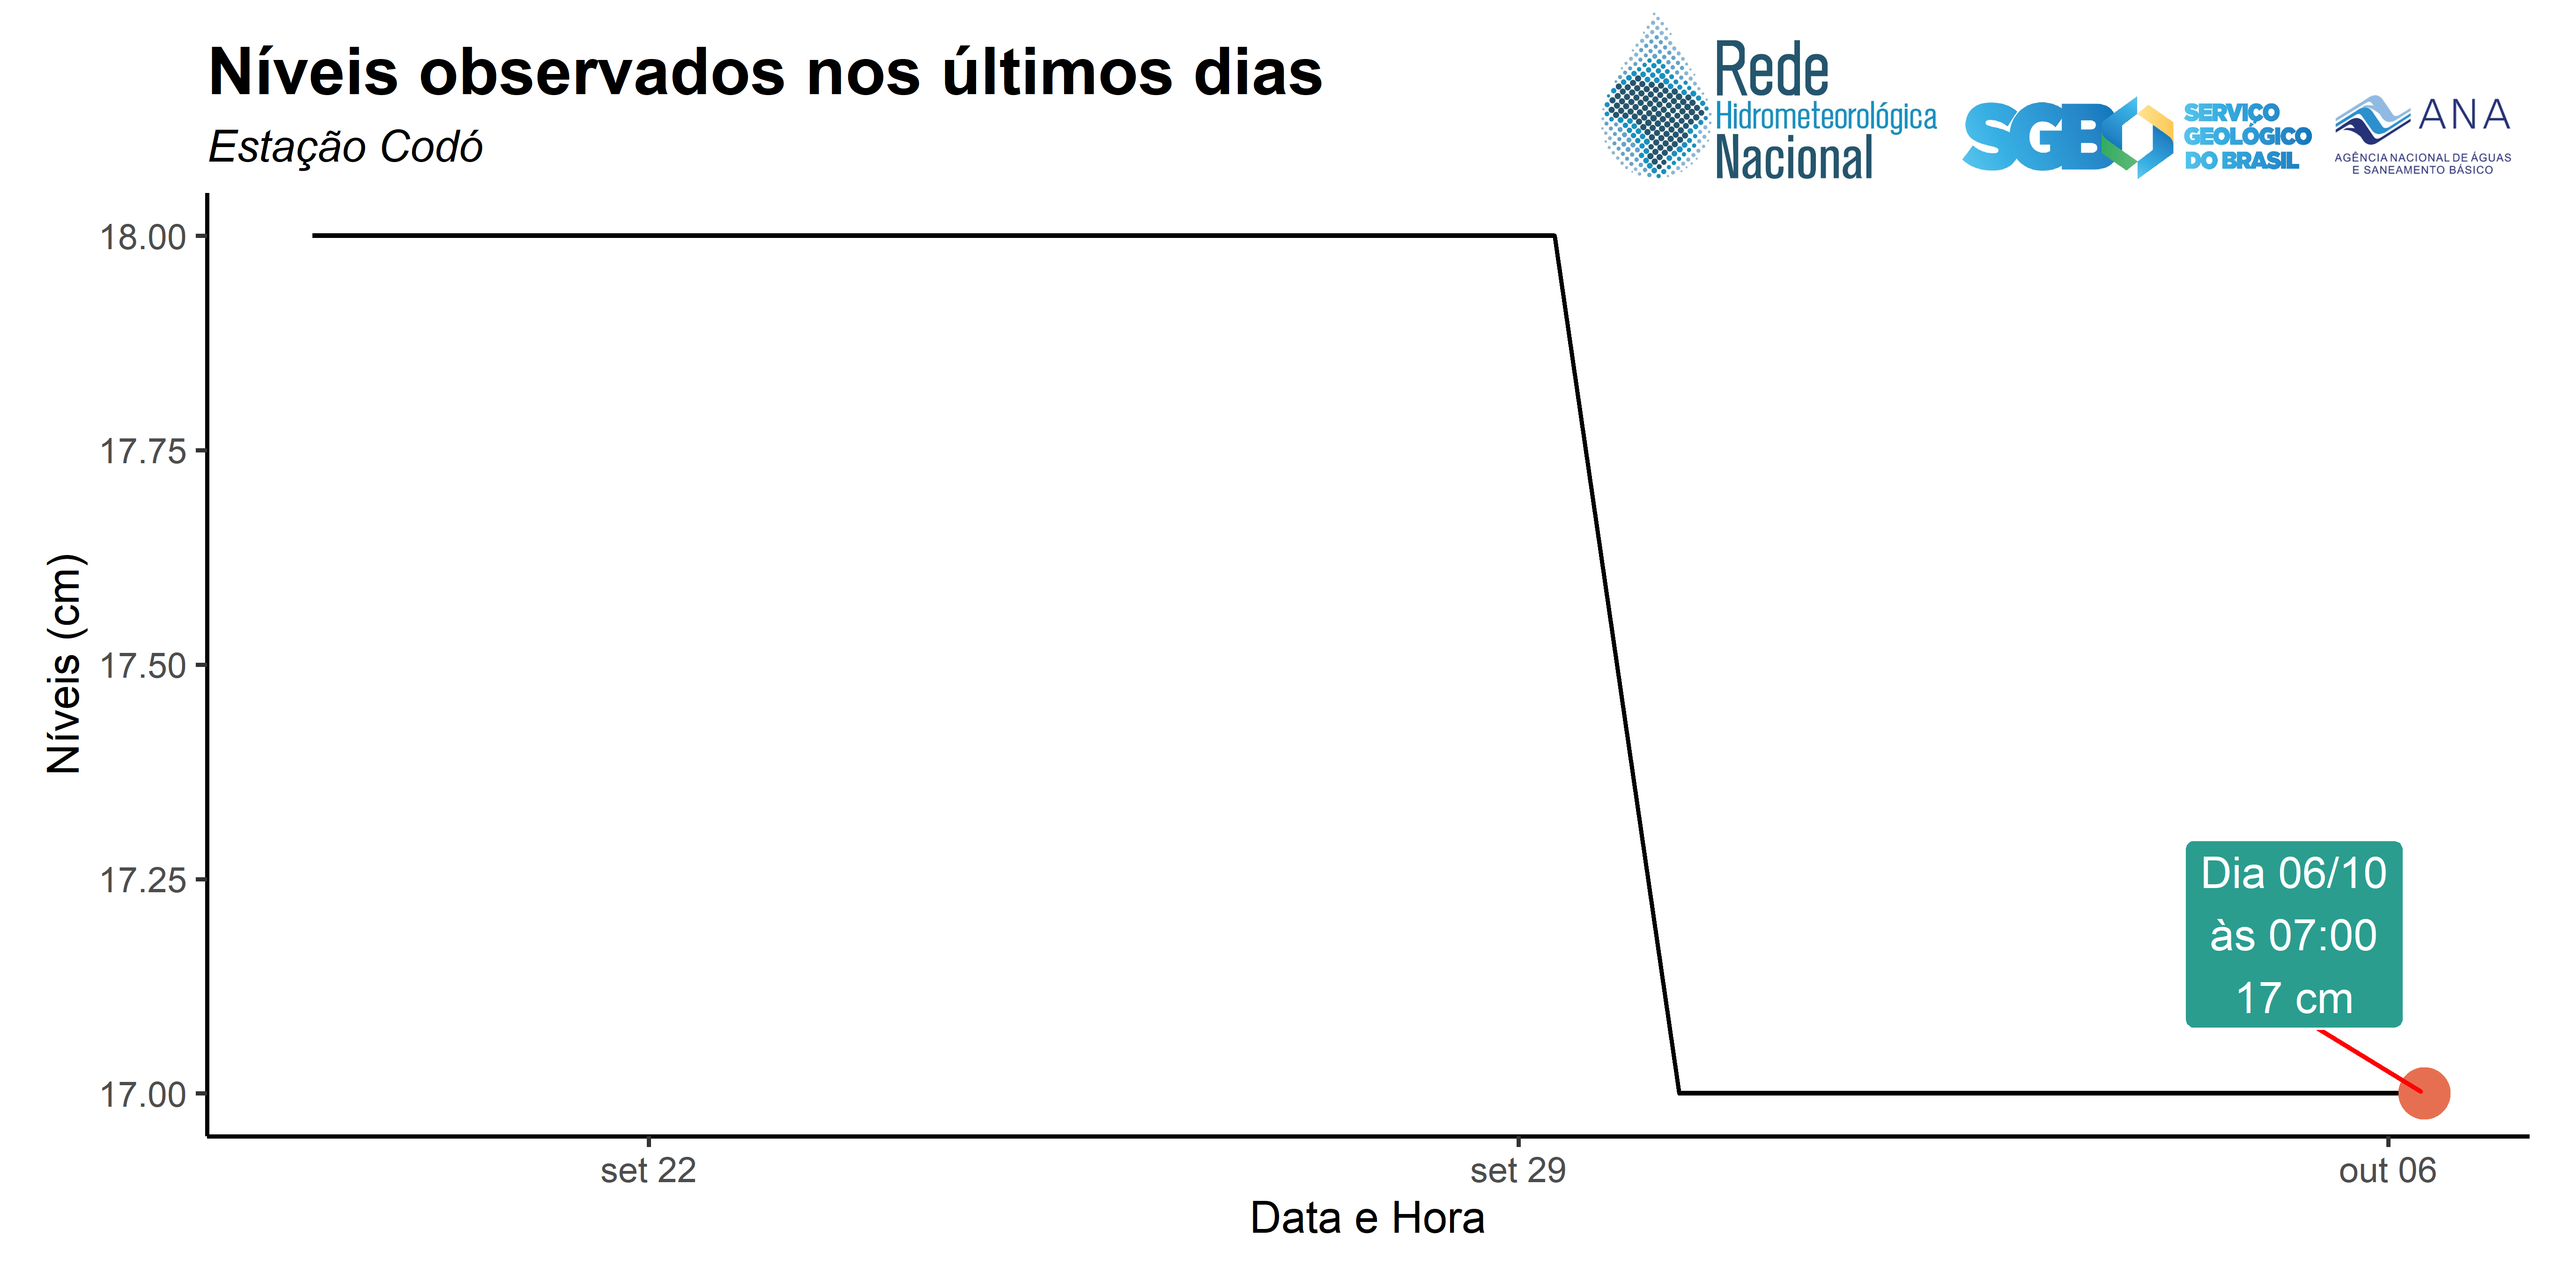 Níveis observados nos últimos dias
Estação Codó
Rede
Hidrometeorológica
Nacional
SGB
SERVIÇO
GEOLÓGICO
DO BRASIL
ANA
AGÊNCIA NACIONAL DE ÁGUAS
E SANEAMENTO BÁSICO
Níveis (cm)
18.00
17.75
17.50
17.25
17.00
Dia 06/10
às 07:00
17 cm
set 22
set 29
out 06
Data e Hora